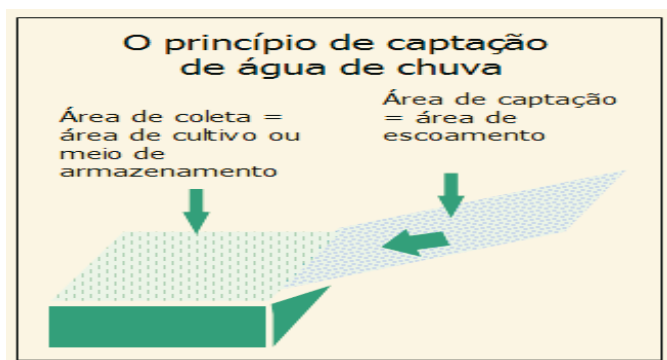 O princípio de captação
de água de chuva
Área de coleta =
área de cultivo ou
meio de
armazenamento
Área de captação
= área de
escoamento